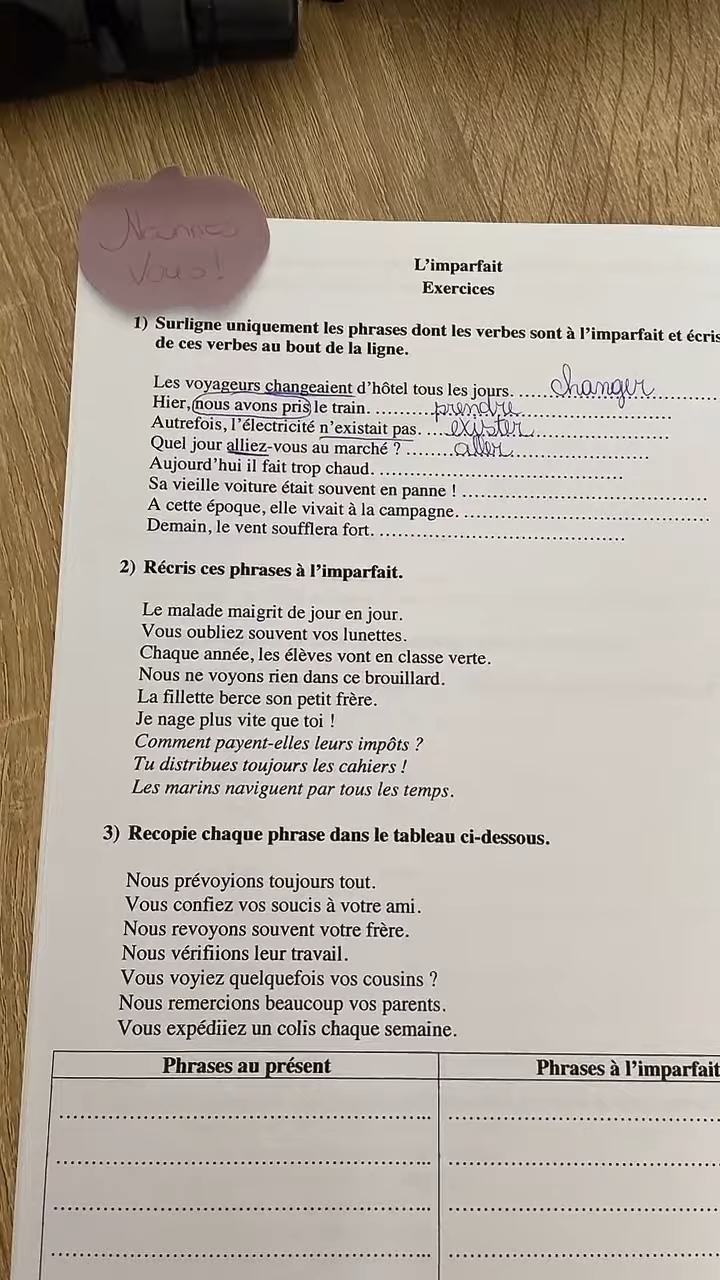 Vous!
L'imparfait
Exercices
1) Surligne uniquement les phrases dont les verbes sont à l'imparfait et écris
de ces verbes au bout de la ligne.
Les voyageurs changeaient d'hôtel tous les jours. ..... changer ..........
Hier, nous avons pris le train. ............ prendre ..............................
Autrefois, l'électricité n'existait pas. .... exister ..............................
Quel jour alliez-vous au marché ? ........ aller ..............................
Aujourd'hui il fait trop chaud. ....................................................
Sa vieille voiture était souvent en panne ! ....................................................
A cette époque, elle vivait à la campagne. ....................................................
Demain, le vent soufflera fort. ....................................................
2) Récris ces phrases à l'imparfait.
Le malade maigrit de jour en jour.
Vous oubliez souvent vos lunettes.
Chaque année, les élèves vont en classe verte.
Nous ne voyons rien dans ce brouillard.
La fillette berce son petit frère.
Je nage plus vite que toi !
Comment payent-elles leurs impôts ?
Tu distribues toujours les cahiers !
Les marins naviguent par tous les temps.
3) Recopie chaque phrase dans le tableau ci-dessous.
Nous prévoyions toujours tout.
Vous confiez vos soucis à votre ami.
Nous revoyons souvent votre frère.
Nous vérifiions leur travail.
Vous voyiez quelquefois vos cousins ?
Nous remercions beaucoup vos parents.
Vous expédiiez un colis chaque semaine.
Phrases au présent Phrases à l'imparfait